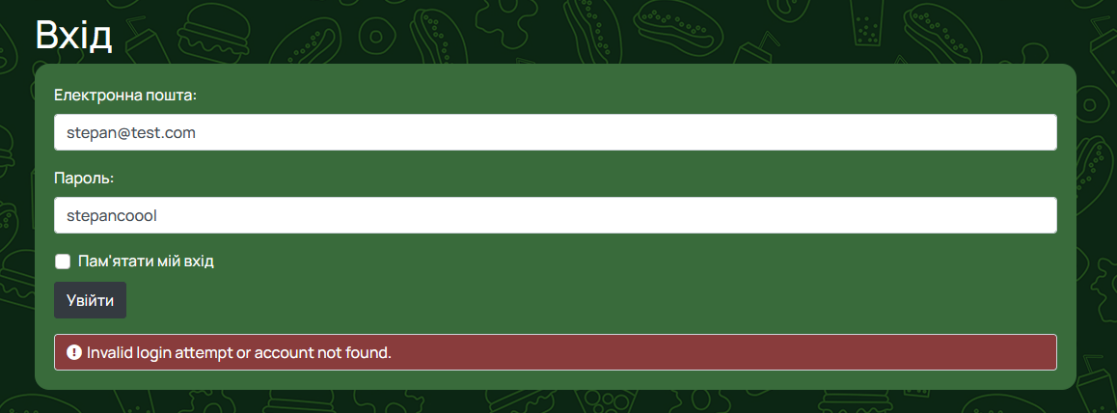 Вхід
Електронна пошта:
stepan@test.com
Пароль:
stepancoool
Пам'ятати мій вхід
Увійти
Invalid login attempt or account not found.